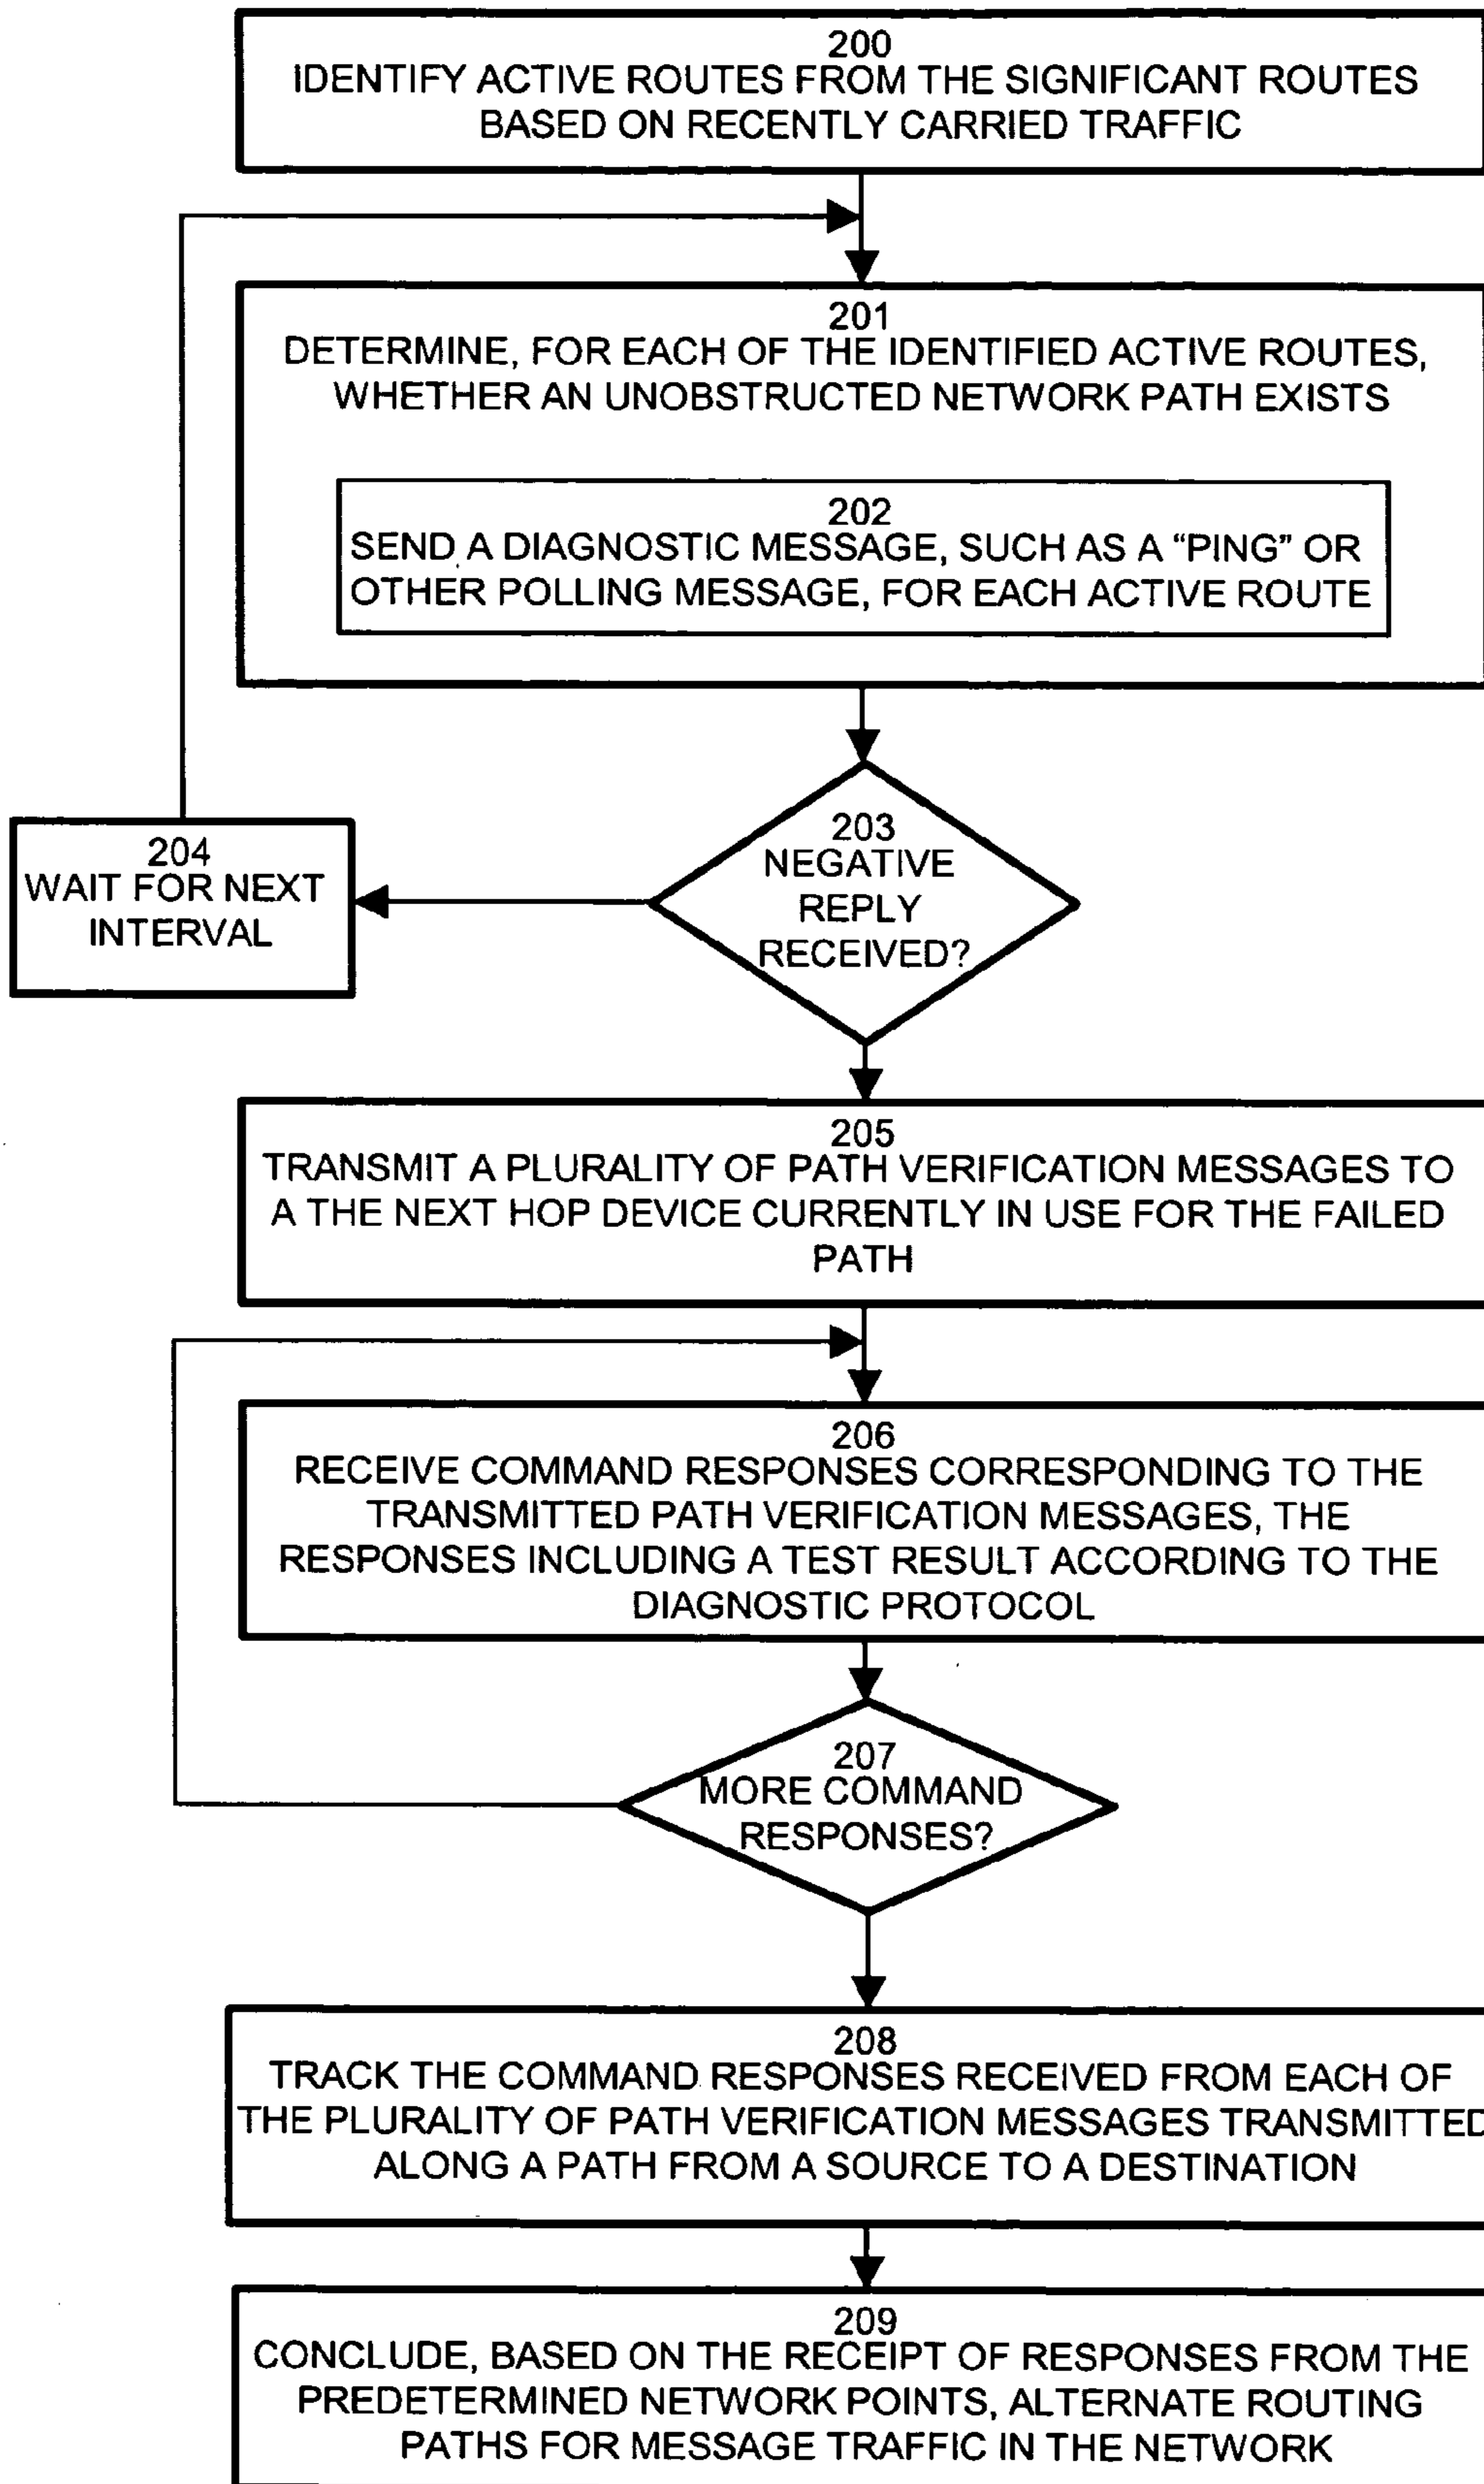 200
IDENTIFY ACTIVE ROUTES FROM THE SIGNIFICANT ROUTES
BASED ON RECENTLY CARRIED TRAFFIC
201
DETERMINE, FOR EACH OF THE IDENTIFIED ACTIVE ROUTES,
WHETHER AN UNOBSTRUCTED NETWORK PATH EXISTS
202
SEND A DIAGNOSTIC MESSAGE, SUCH AS A “PING” OR
OTHER POLLING MESSAGE, FOR EACH ACTIVE ROUTE
203
NEGATIVE
REPLY
RECEIVED?
204
WAIT FOR NEXT
INTERVAL
205
TRANSMIT A PLURALITY OF PATH VERIFICATION MESSAGES TO
A THE NEXT HOP DEVICE CURRENTLY IN USE FOR THE FAILED
PATH
206
RECEIVE COMMAND RESPONSES CORRESPONDING TO THE
TRANSMITTED PATH VERIFICATION MESSAGES, THE
RESPONSES INCLUDING A TEST RESULT ACCORDING TO THE
DIAGNOSTIC PROTOCOL
207
MORE COMMAND
RESPONSES?
208
TRACK THE COMMAND RESPONSES RECEIVED FROM EACH OF
THE PLURALITY OF PATH VERIFICATION MESSAGES TRANSMITTED
ALONG A PATH FROM A SOURCE TO A DESTINATION
209
CONCLUDE, BASED ON THE RECEIPT OF RESPONSES FROM THE
PREDETERMINED NETWORK POINTS, ALTERNATE ROUTING
PATHS FOR MESSAGE TRAFFIC IN THE NETWORK